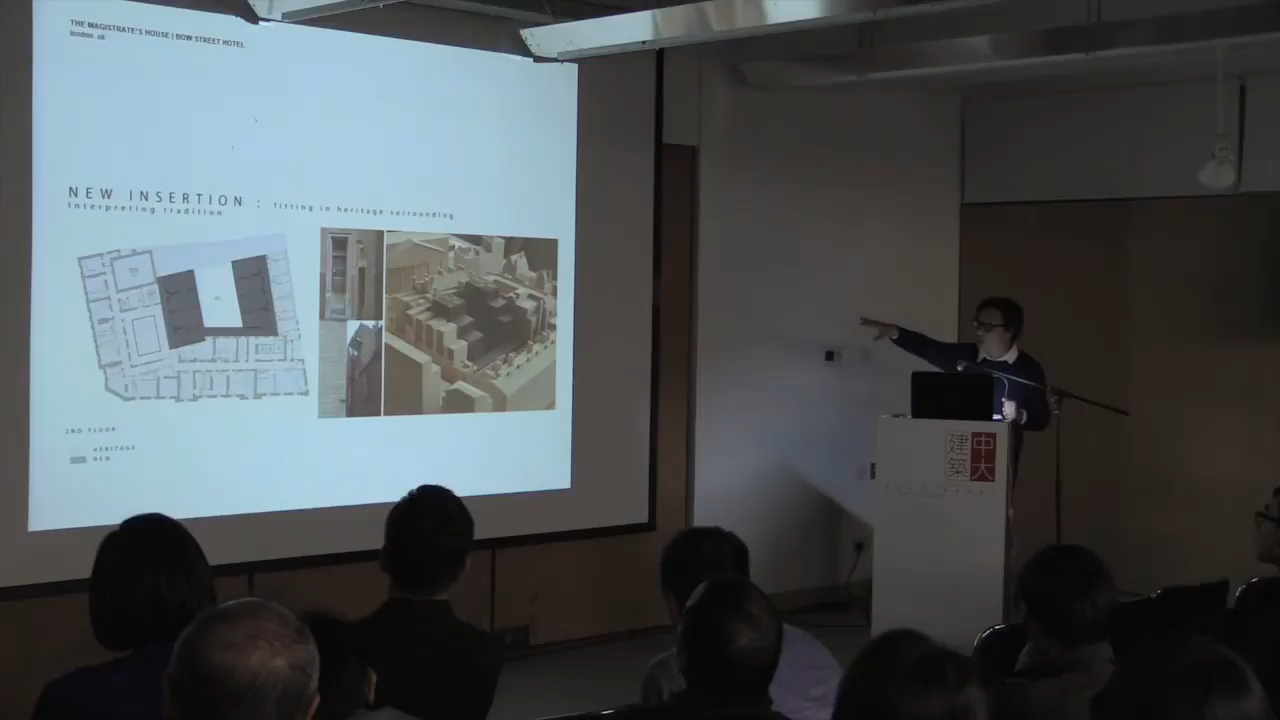 THE MAGISTRATE'S HOUSE | BOW STREET HOTEL
london uk
NEW INSERTION : fitting in heritage surrounding
Interpreting tradition
2ND FLOOR
HERITAGE
NEW
建築
中大